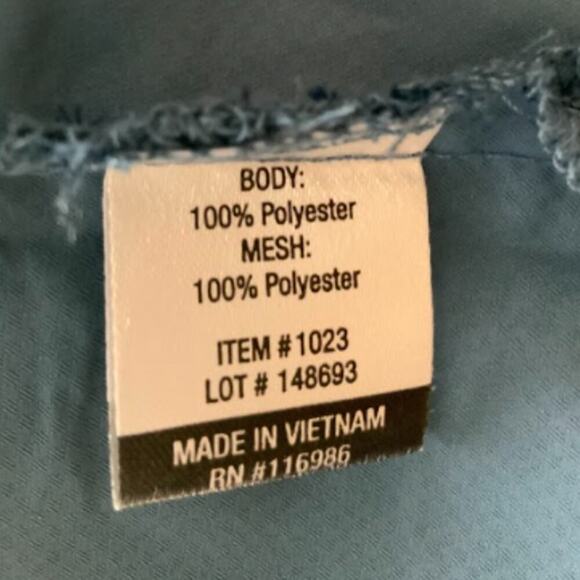 BODY:
100% Polyester
MESH:
100% Polyester
ITEM #1023
LOT # 148693
MADE IN VIETNAM
RN #116986